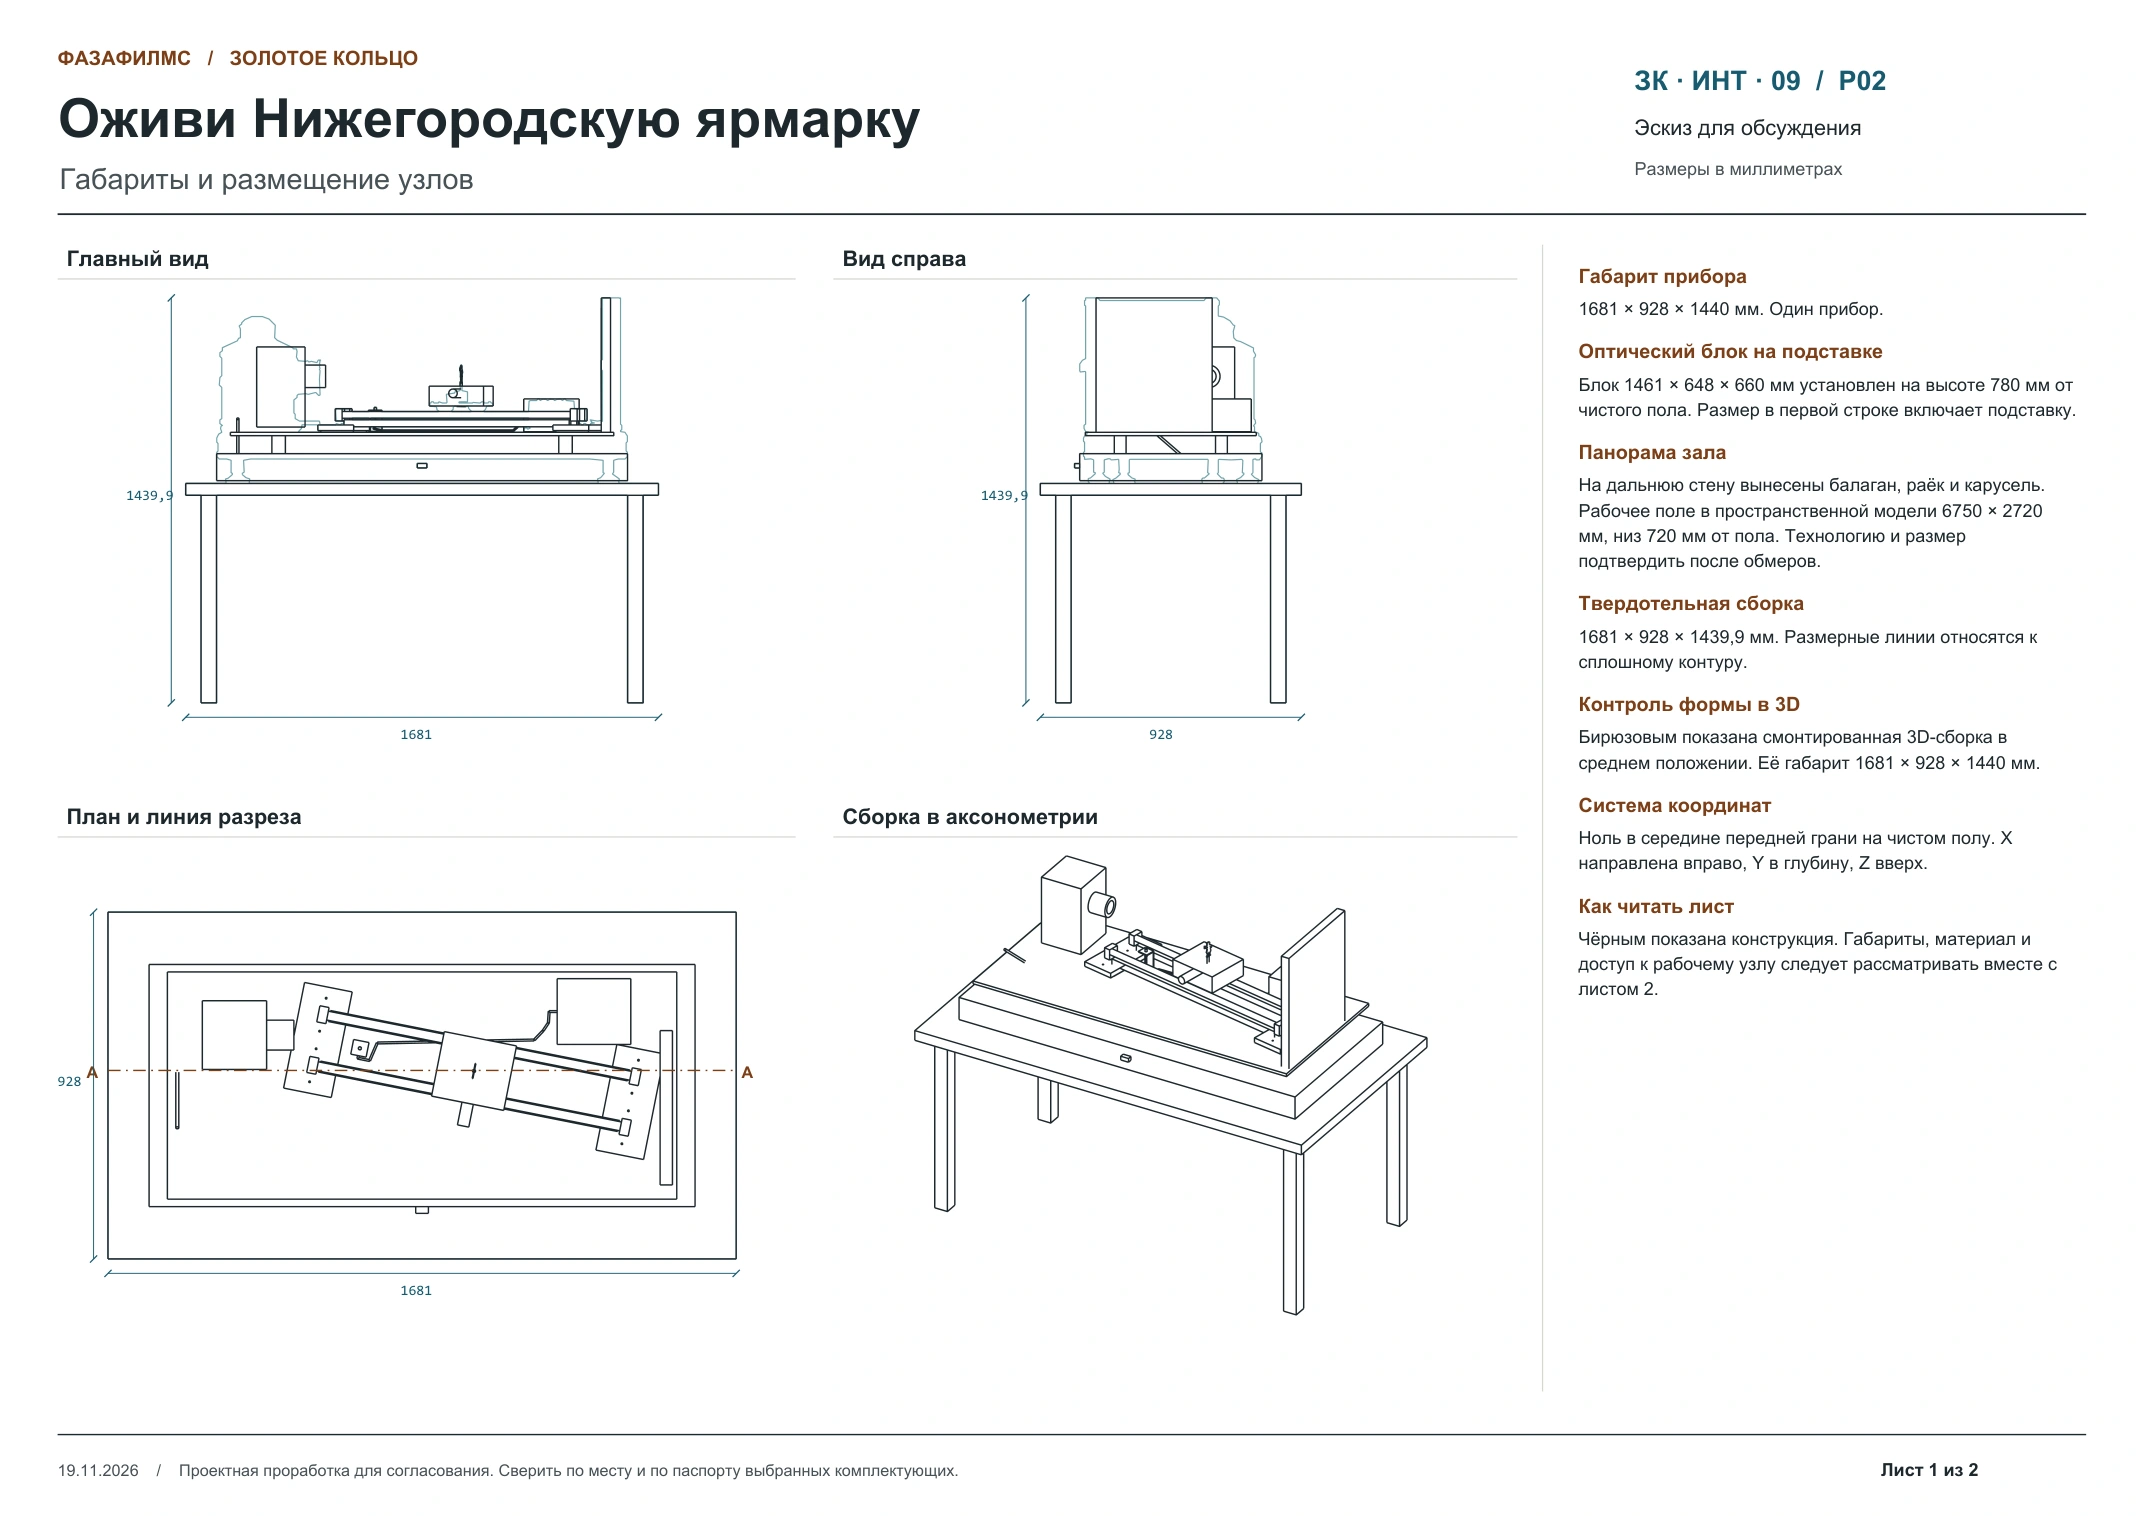 ФАЗАФИЛМС / ЗОЛОТОЕ КОЛЬЦО
Оживи Нижегородскую ярмарку
Габариты и размещение узлов
ЗК · ИНТ · 09 / Р02
Эскиз для обсуждения
Размеры в миллиметрах
Главный вид
1439,9
1681
Вид справа
1439,9
928
План и линия разреза
928
А
А
1681
Сборка в аксонометрии
Габарит прибора
1681 × 928 × 1440 мм. Один прибор.
Оптический блок на подставке
Блок 1461 × 648 × 660 мм установлен на высоте 780 мм от
чистого пола. Размер в первой строке включает подставку.
Панорама зала
На дальнюю стену вынесены балаган, раёк и карусель.
Рабочее поле в пространственной модели 6750 × 2720
мм, низ 720 мм от пола. Технологию и размер
подтвердить после обмеров.
Твердотельная сборка
1681 × 928 × 1439,9 мм. Размерные линии относятся к
сплошному контуру.
Контроль формы в 3D
Бирюзовым показана смонтированная 3D-сборка в
среднем положении. Её габарит 1681 × 928 × 1440 мм.
Система координат
Ноль в середине передней грани на чистом полу. X
направлена вправо, Y в глубину, Z вверх.
Как читать лист
Чёрным показана конструкция. Габариты, материал и
доступ к рабочему узлу следует рассматривать вместе с
листом 2.
19.11.2026 / Проектная проработка для согласования. Сверить по месту и по паспорту выбранных комплектующих.
Лист 1 из 2